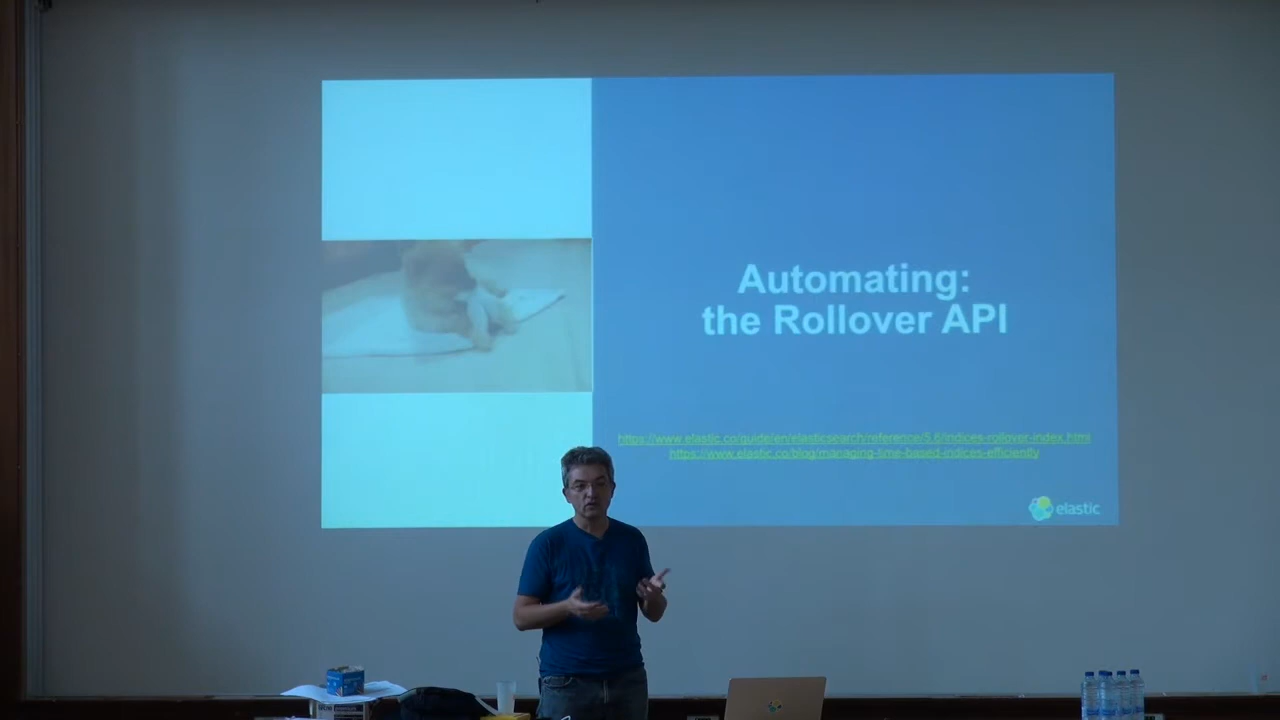 Automating:
the Rollover API
https://www.elastic.co/guide/en/elasticsearch/reference/5.6/indices-rollover-index.html
https://www.elastic.co/blog/managing-time-based-indices-efficiently
elastic